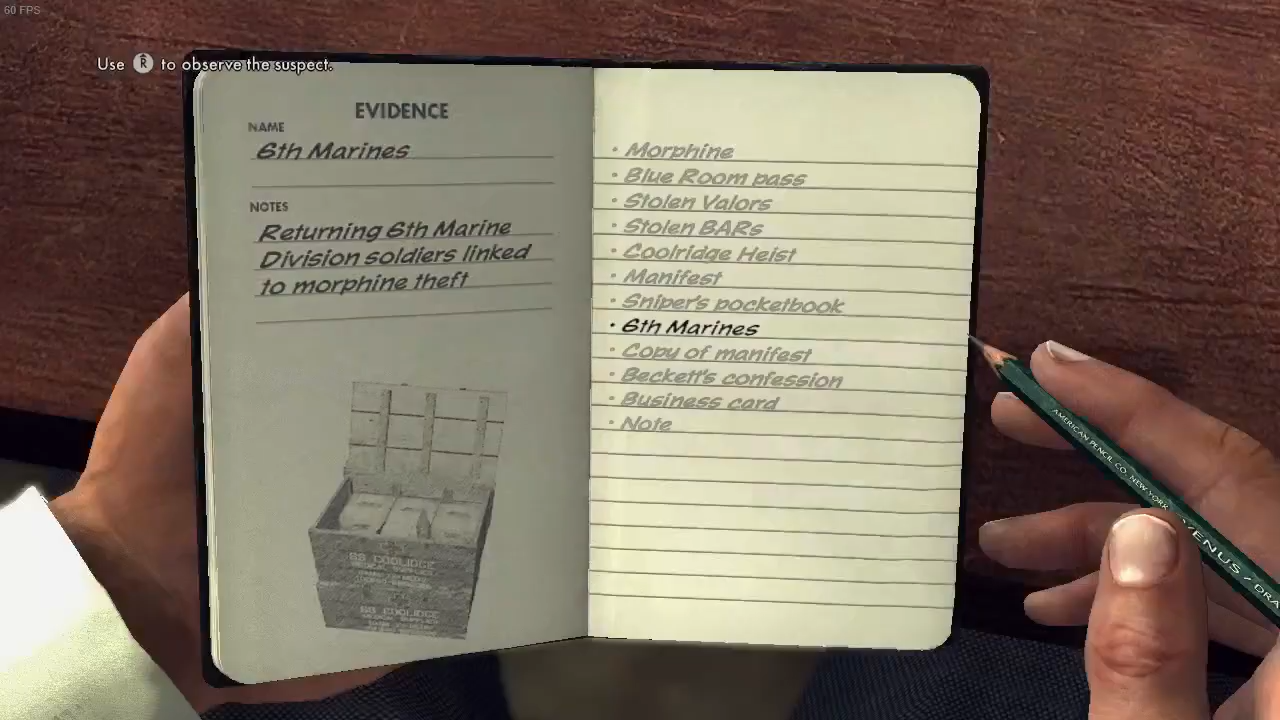 60 FPS
Use R to observe the suspect.
EVIDENCE
NAME
6th Marines
NOTES
Returning 6th Marine
Division soldiers linked
to morphine theft
SS COOLIDGE
SS COOLIDGE
• Morphine
• Blue Room pass
• Stolen Valors
• Stolen BARs
• Coolridge Heist
• Manifest
• Sniper's pocketbook
• 6th Marines
• Copy of manifest
• Beckett's confession
• Business card
• Note
AMERICAN PENCIL CO. NEW YORK
VENUS / DRA